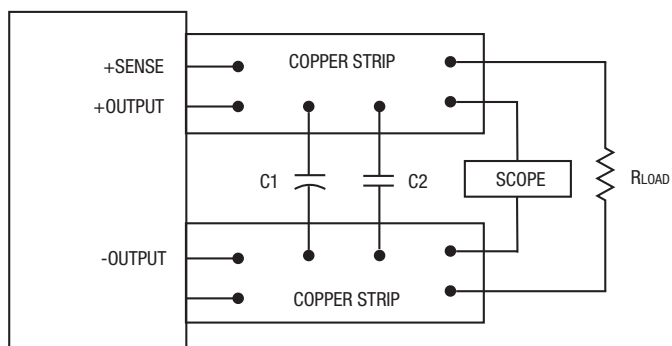 +SENSE
COPPER STRIP
+OUTPUT
C1
C2
SCOPE
RLOAD
-OUTPUT
COPPER STRIP